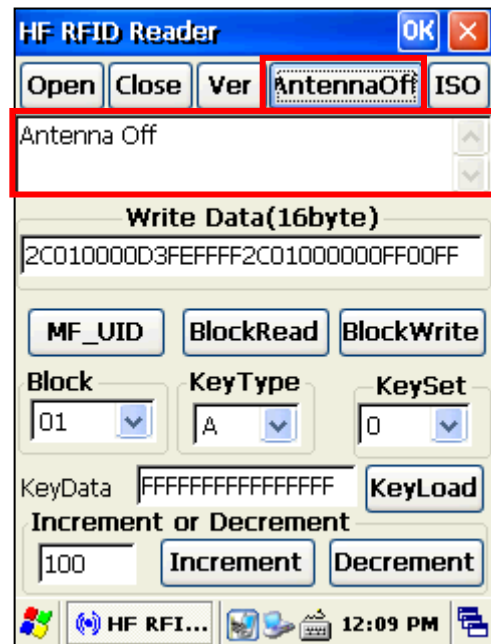 HF RFID Reader OK
Open Close Ver AntennaOff ISO
Antenna Off
Write Data(16byte)
2C010000D3FEFFFF2C01000000FF00FF
MF_UID BlockRead BlockWrite
Block KeyType KeySet
01 A 0
KeyData FFFFFFFFFFFFFFFF KeyLoad
Increment or Decrement
100 Increment Decrement
HF RFI... 12:09 PM